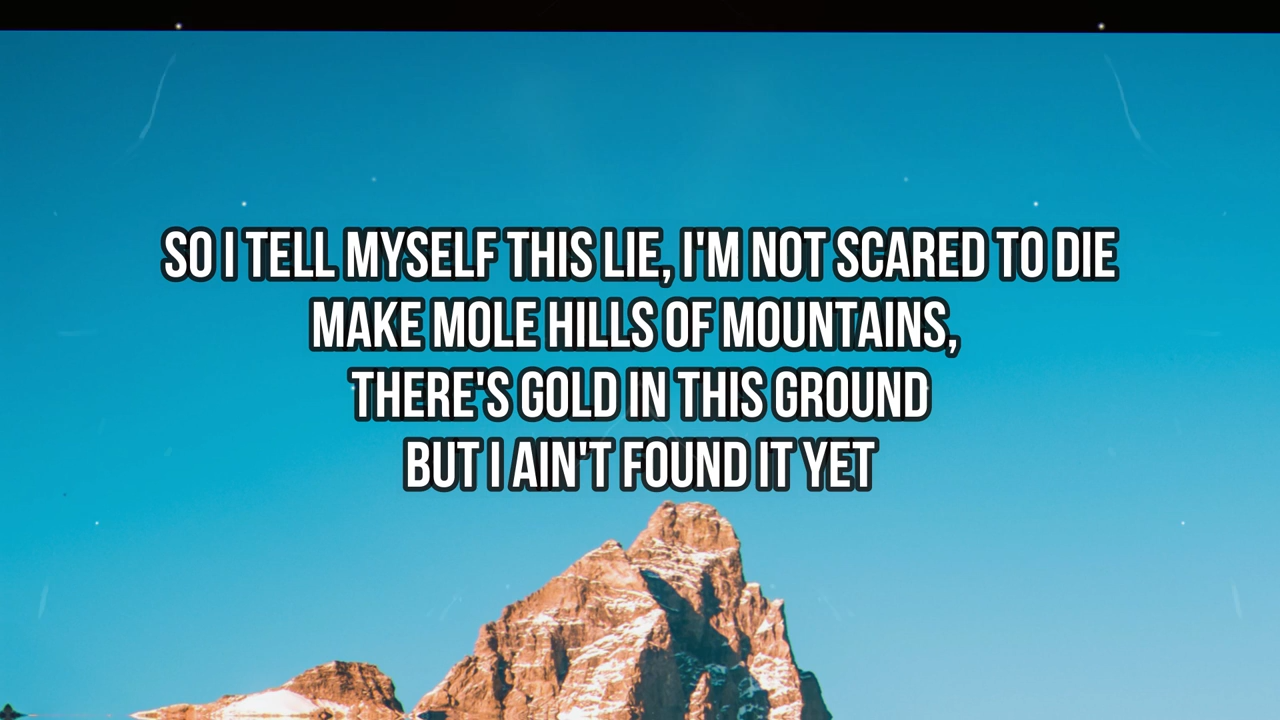 SO I TELL MYSELF THIS LIE, I'M NOT SCARED TO DIE
MAKE MOLE HILLS OF MOUNTAINS,
THERE'S GOLD IN THIS GROUND
BUT I AIN'T FOUND IT YET